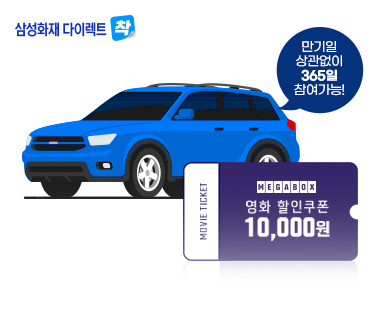 삼성화재 다이렉트 착
만기일
상관없이
365일
참여가능!
MOVIE TICKET
MEGABOX
영화 할인쿠폰
10,000원